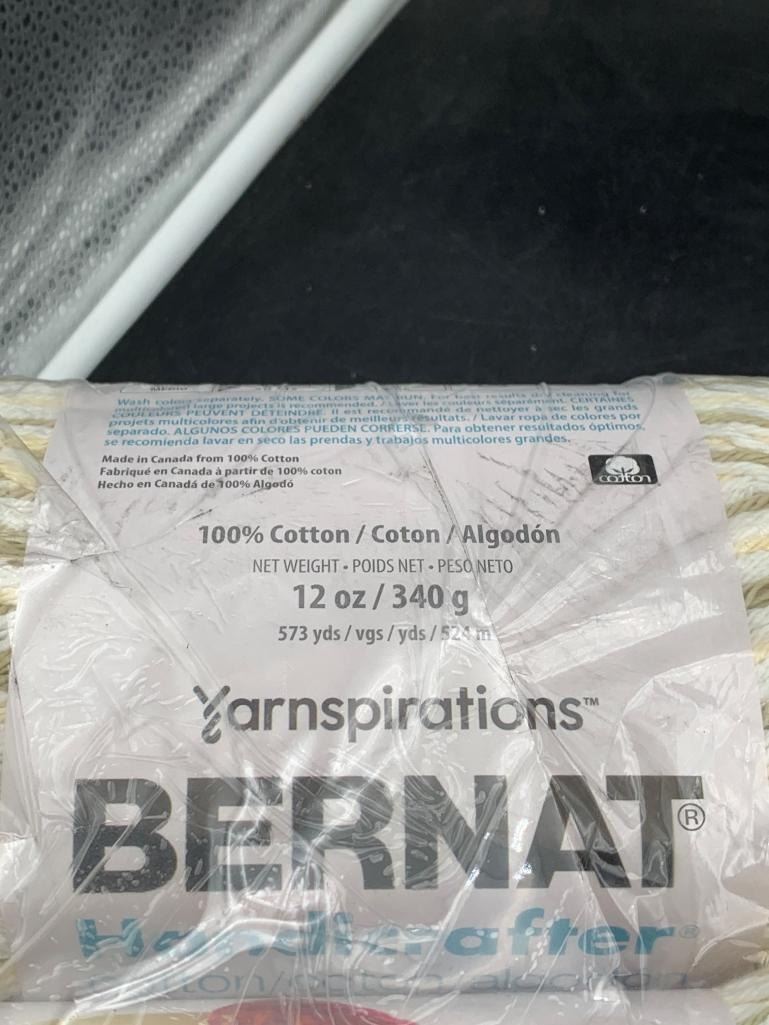 Wash colors separately. SOME COLORS MAY RUN. For best results dry cleaning for
multicolored large projects is recommended. / Laver les couleurs séparément. CERTAINES
COULEURS PEUVENT DÉTEINDRE. Il est recommandé de nettoyer à sec les grands
projets multicolores afin d'obtenir de meilleurs résultats. / Lavar ropa de colores por
separado. ALGUNOS COLORES PUEDEN CORRERSE. Para obtener resultados óptimos,
se recomienda lavar en seco las prendas y trabajos multicolores grandes.
Made in Canada from 100% Cotton
Fabriqué en Canada à partir de 100% coton
Hecho en Canadá de 100% Algodó
cotton
100% Cotton / Coton / Algodón
NET WEIGHT • POIDS NET • PESO NETO
12 oz / 340 g
573 yds / vgs / yds / 524 m
Yarnspirations™
BERNAT®
Handicrafter®
cotton/coton/algodón